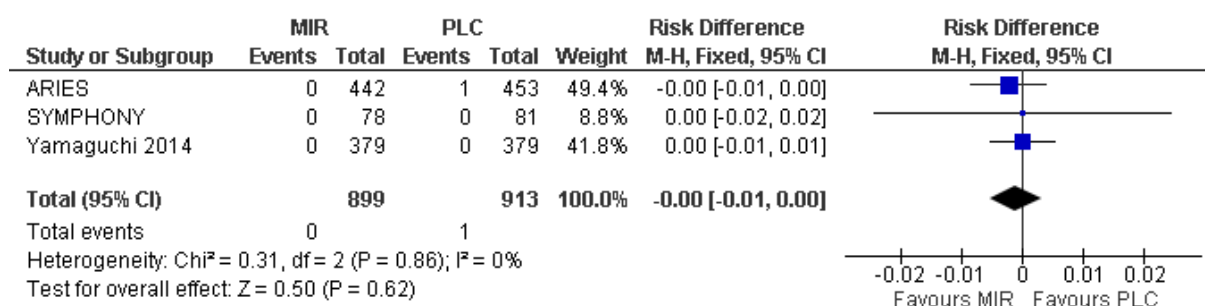 MIR PLC Risk Difference Risk Difference
Study or Subgroup Events Total Events Total Weight M-H, Fixed, 95% CI M-H, Fixed, 95% CI
ARIES 0 442 1 453 49.4% -0.00 [-0.01, 0.00]
SYMPHONY 0 78 0 81 8.8% 0.00 [-0.02, 0.02]
Yamaguchi 2014 0 379 0 379 41.8% 0.00 [-0.01, 0.01]
Total (95% CI) 899 913 100.0% -0.00 [-0.01, 0.00]
Total events 0 1
Heterogeneity: Chi² = 0.31, df = 2 (P = 0.86); I² = 0%
Test for overall effect: Z = 0.50 (P = 0.62)
-0.02 -0.01 0 0.01 0.02
Favours MIR Favours PLC